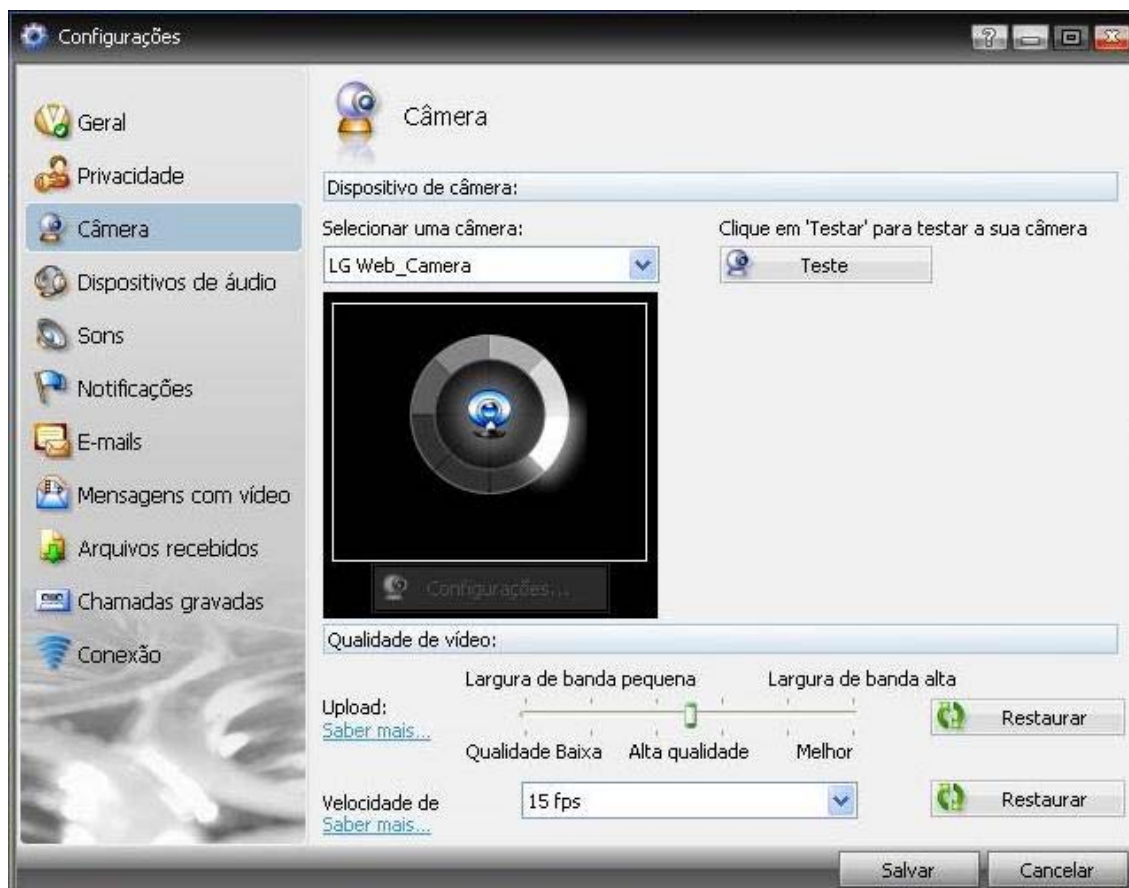 Configurações
Geral
Privacidade
Câmera
Dispositivos de áudio
Sons
Notificações
E-mails
Mensagens com vídeo
Arquivos recebidos
Chamadas gravadas
Conexão
Câmera
Dispositivo de câmera:
Selecionar uma câmera:
LG Web_Camera
Clique em 'Testar' para testar a sua câmera
Teste
Configurações...
Qualidade de vídeo:
Largura de banda pequena
Largura de banda alta
Upload:
Saber mais...
Qualidade Baixa
Alta qualidade
Melhor
Restaurar
Velocidade de
Saber mais...
15 fps
Restaurar
Salvar
Cancelar